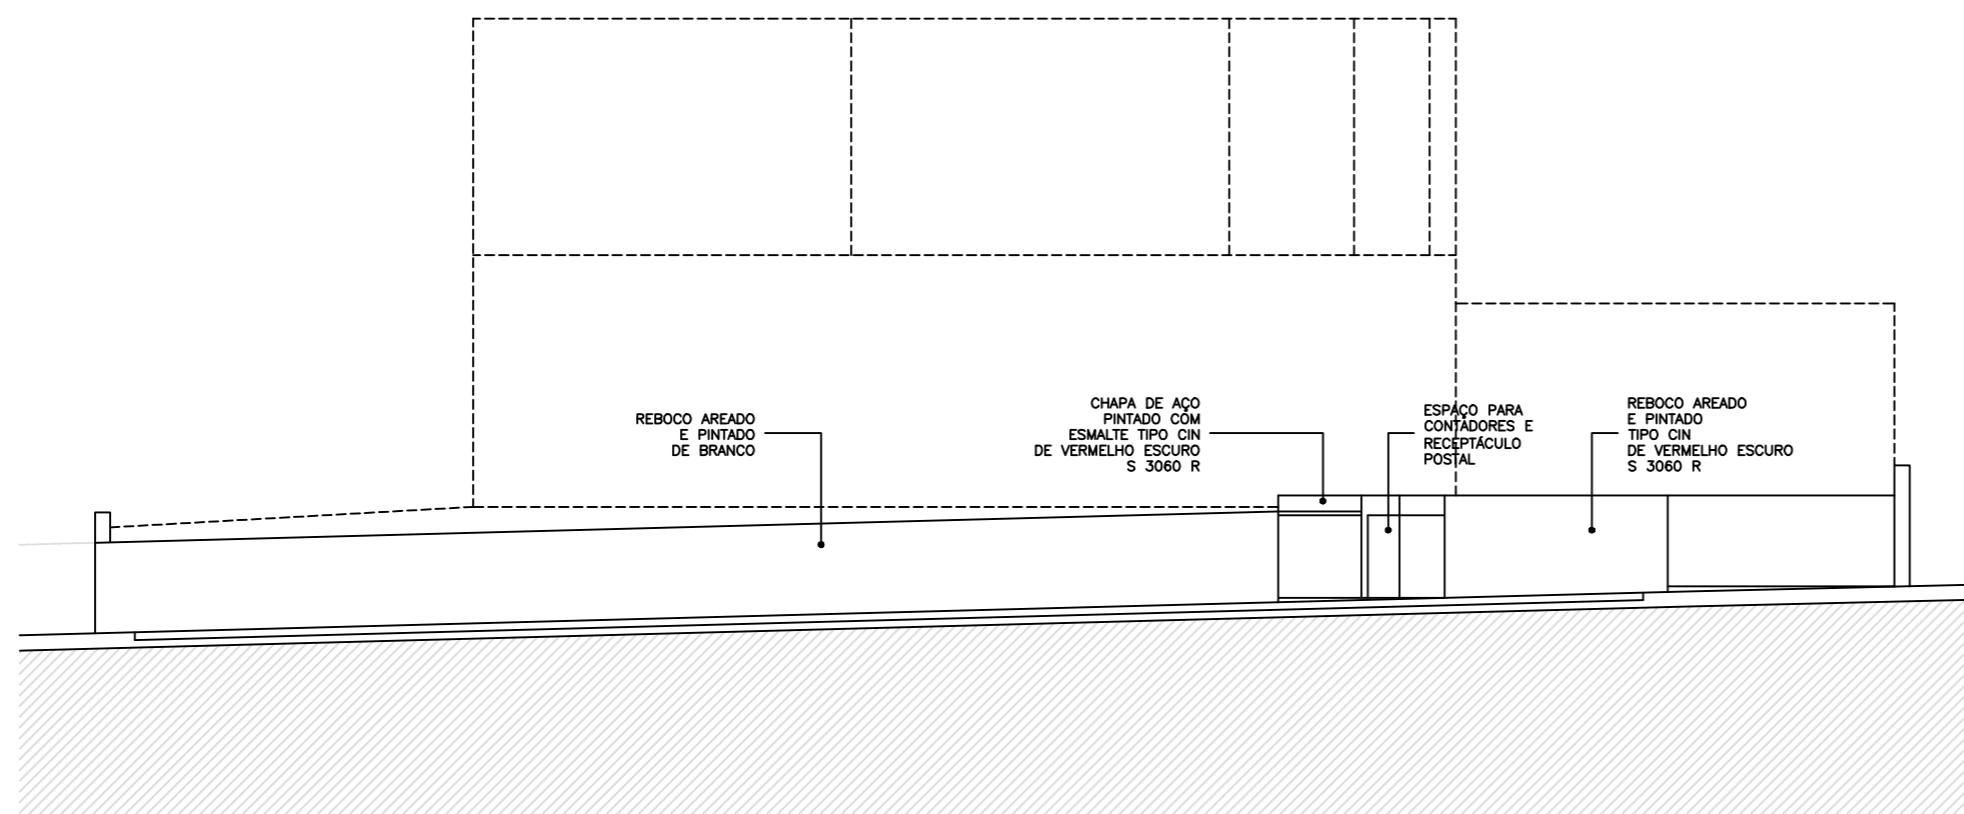 REBOCO AREADO
E PINTADO
DE BRANCO
CHAPA DE AÇO
PINTADO COM
ESMALTE TIPO CIN
DE VERMELHO ESCURO
S 3060 R
ESPAÇO PARA
CONTADORES E
RECEPTÁCULO
POSTAL
REBOCO AREADO
E PINTADO
TIPO CIN
DE VERMELHO ESCURO
S 3060 R